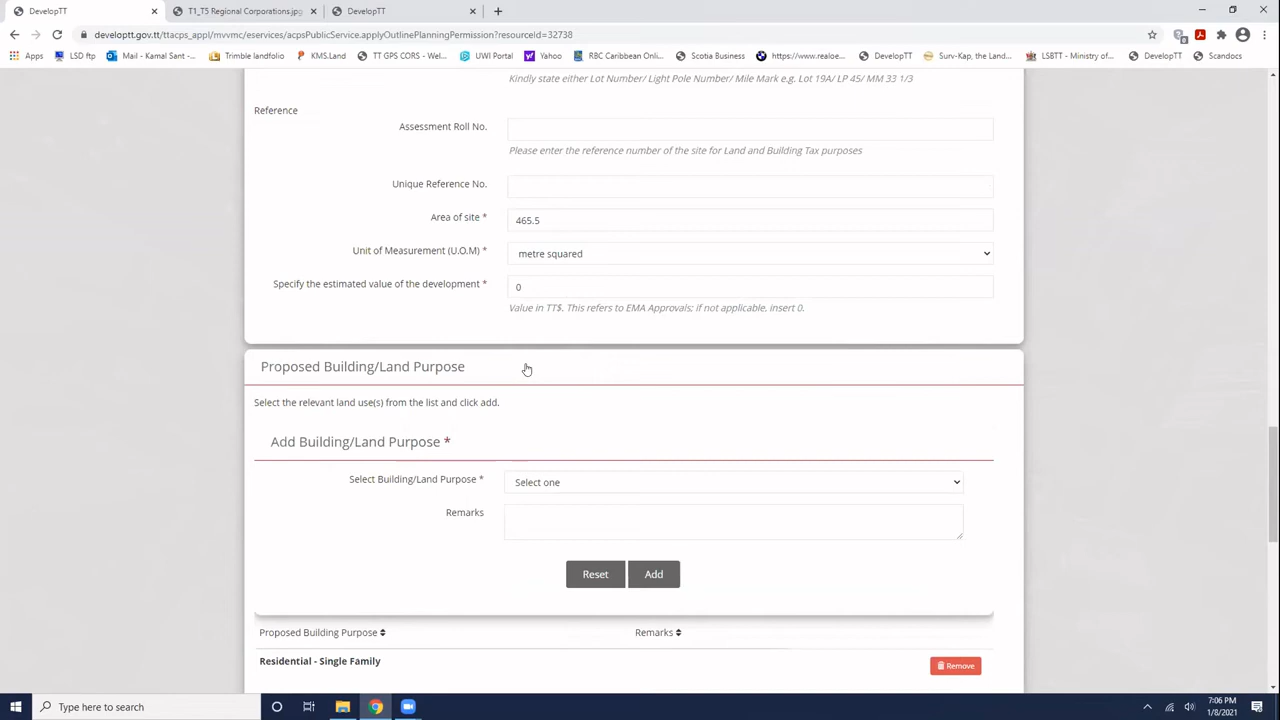 DevelopTT
T1_T5 Regional Corporations.jpg
DevelopTT
developtt.gov.tt/ttacps_appl/mvvmc/eservices/acpsPublicService.applyOutlinePlanningPermission?resourceId=32738
Apps LSD ftp Mail - Kamal Sant -... Trimble landfolio KMS.Land TT GPS CORS - Wel... UWI Portal Yahoo RBC Caribbean Onlin... Scotia Business https://www.realoe... DevelopTT Surv-Kap, the Land... LSBTT - Ministry of... DevelopTT Scandocs
Kindly state either Lot Number/ Light Pole Number/ Mile Mark e.g. Lot 19A/ LP 45/ MM 33 1/3
Reference
Assessment Roll No.
Please enter the reference number of the site for Land and Building Tax purposes
Unique Reference No.
Area of site * 465.5
Unit of Measurement (U.O.M) * metre squared
Specify the estimated value of the development * 0
Value in TT$. This refers to EMA Approvals; if not applicable, insert 0.
Proposed Building/Land Purpose
Select the relevant land use(s) from the list and click add.
Add Building/Land Purpose *
Select Building/Land Purpose * Select one
Remarks
Reset Add
Proposed Building Purpose Remarks
Residential - Single Family Remove
Type here to search
7:06 PM
1/8/2021